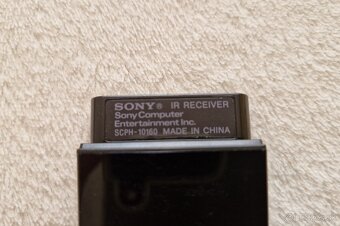 SONY® IR RECEIVER
Sony Computer
Entertainment Inc.
SCPH-10160 MADE IN CHINA